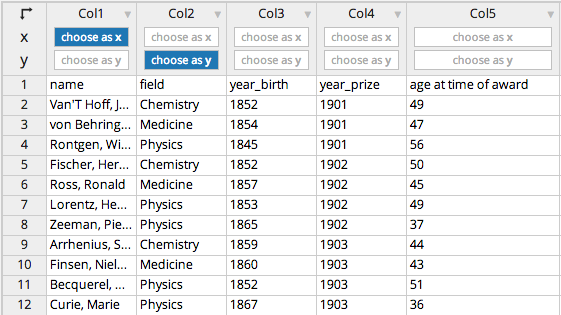 Col1 Col2 Col3 Col4 Col5
x choose as x choose as x choose as x choose as x choose as x
y choose as y choose as y choose as y choose as y choose as y
1 name field year_birth year_prize age at time of award
2 Van'T Hoff, J... Chemistry 1852 1901 49
3 von Behring... Medicine 1854 1901 47
4 Rontgen, Wi... Physics 1845 1901 56
5 Fischer, Her... Chemistry 1852 1902 50
6 Ross, Ronald Medicine 1857 1902 45
7 Lorentz, He... Physics 1853 1902 49
8 Zeeman, Pie... Physics 1865 1902 37
9 Arrhenius, S... Chemistry 1859 1903 44
10 Finsen, Niel... Medicine 1860 1903 43
11 Becquerel, ... Physics 1852 1903 51
12 Curie, Marie Physics 1867 1903 36